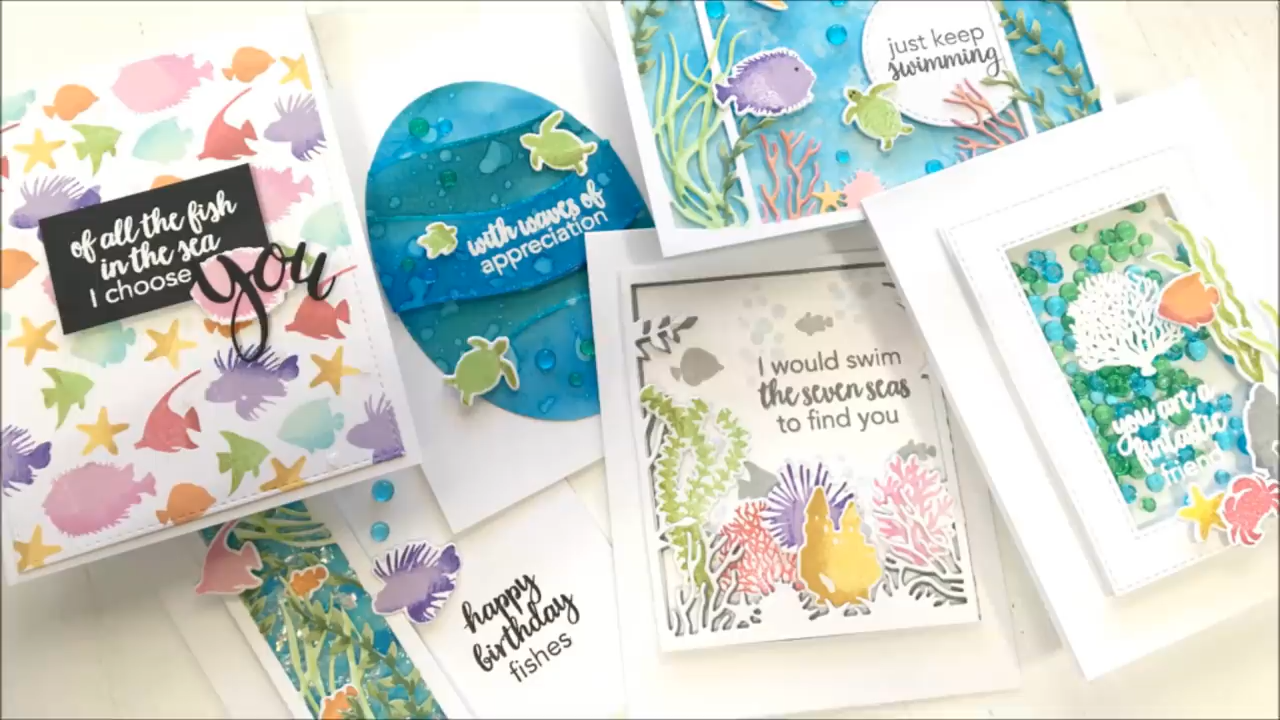 of all the fish
in the sea
I choose
you
with waves of
appreciation
just keep
swimming
I would swim
the seven seas
to find you
you are a
fintastic
friend
happy
birthday
fishes